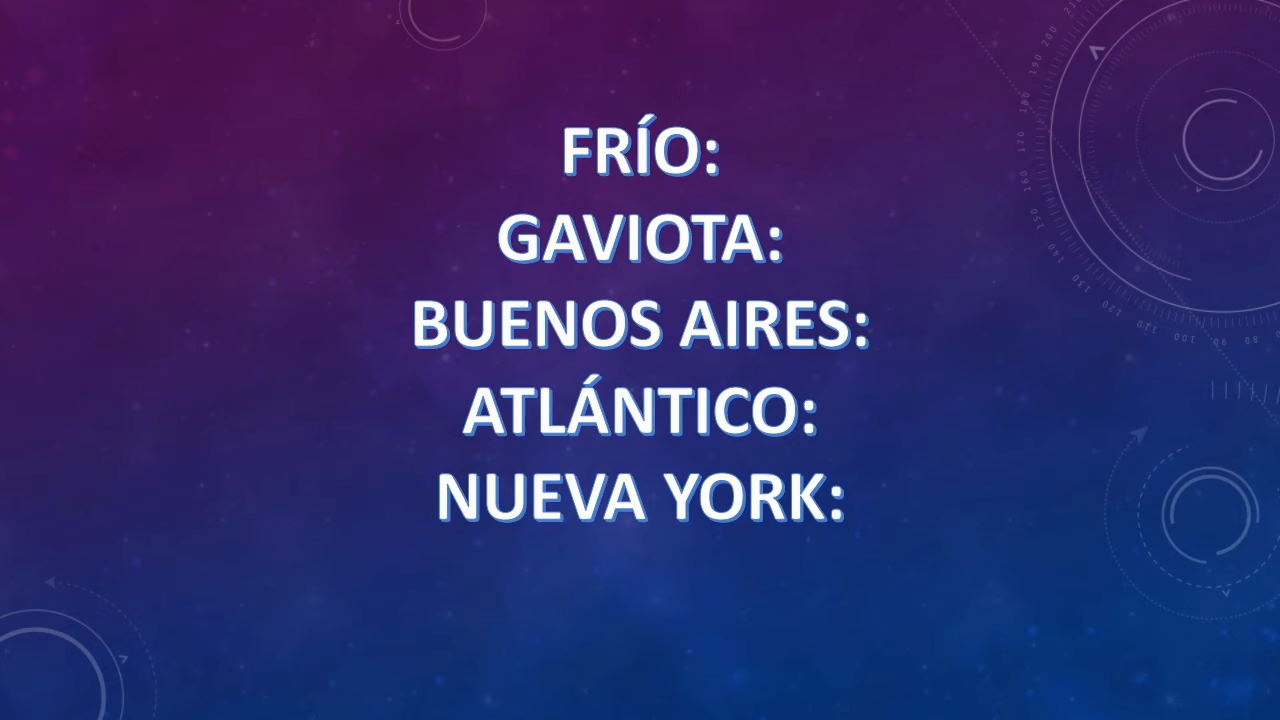 FRÍO:
GAVIOTA:
BUENOS AIRES:
ATLÁNTICO:
NUEVA YORK: